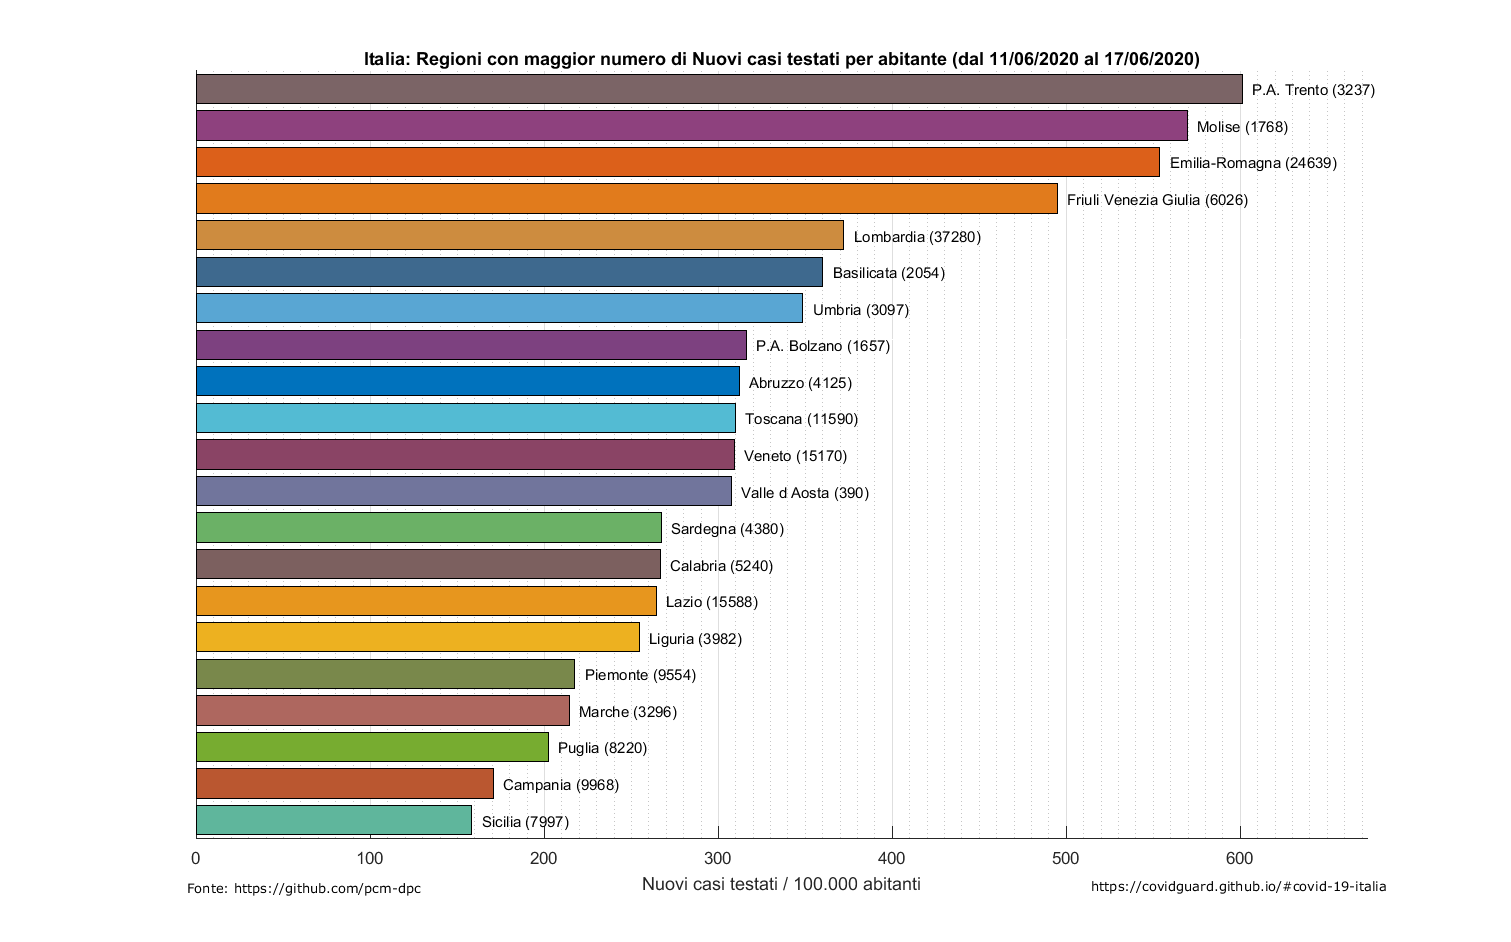 Italia: Regioni con maggior numero di Nuovi casi testati per abitante (dal 11/06/2020 al 17/06/2020)
P.A. Trento (3237)
Molise (1768)
Emilia-Romagna (24639)
Friuli Venezia Giulia (6026)
Lombardia (37280)
Basilicata (2054)
Umbria (3097)
P.A. Bolzano (1657)
Abruzzo (4125)
Toscana (11590)
Veneto (15170)
Valle d Aosta (390)
Sardegna (4380)
Calabria (5240)
Lazio (15588)
Liguria (3982)
Piemonte (9554)
Marche (3296)
Puglia (8220)
Campania (9968)
Sicilia (7997)
0 100 200 300 400 500 600
Nuovi casi testati / 100.000 abitanti
Fonte: https://github.com/pcm-dpc
https://covidguard.github.io/#covid-19-italia